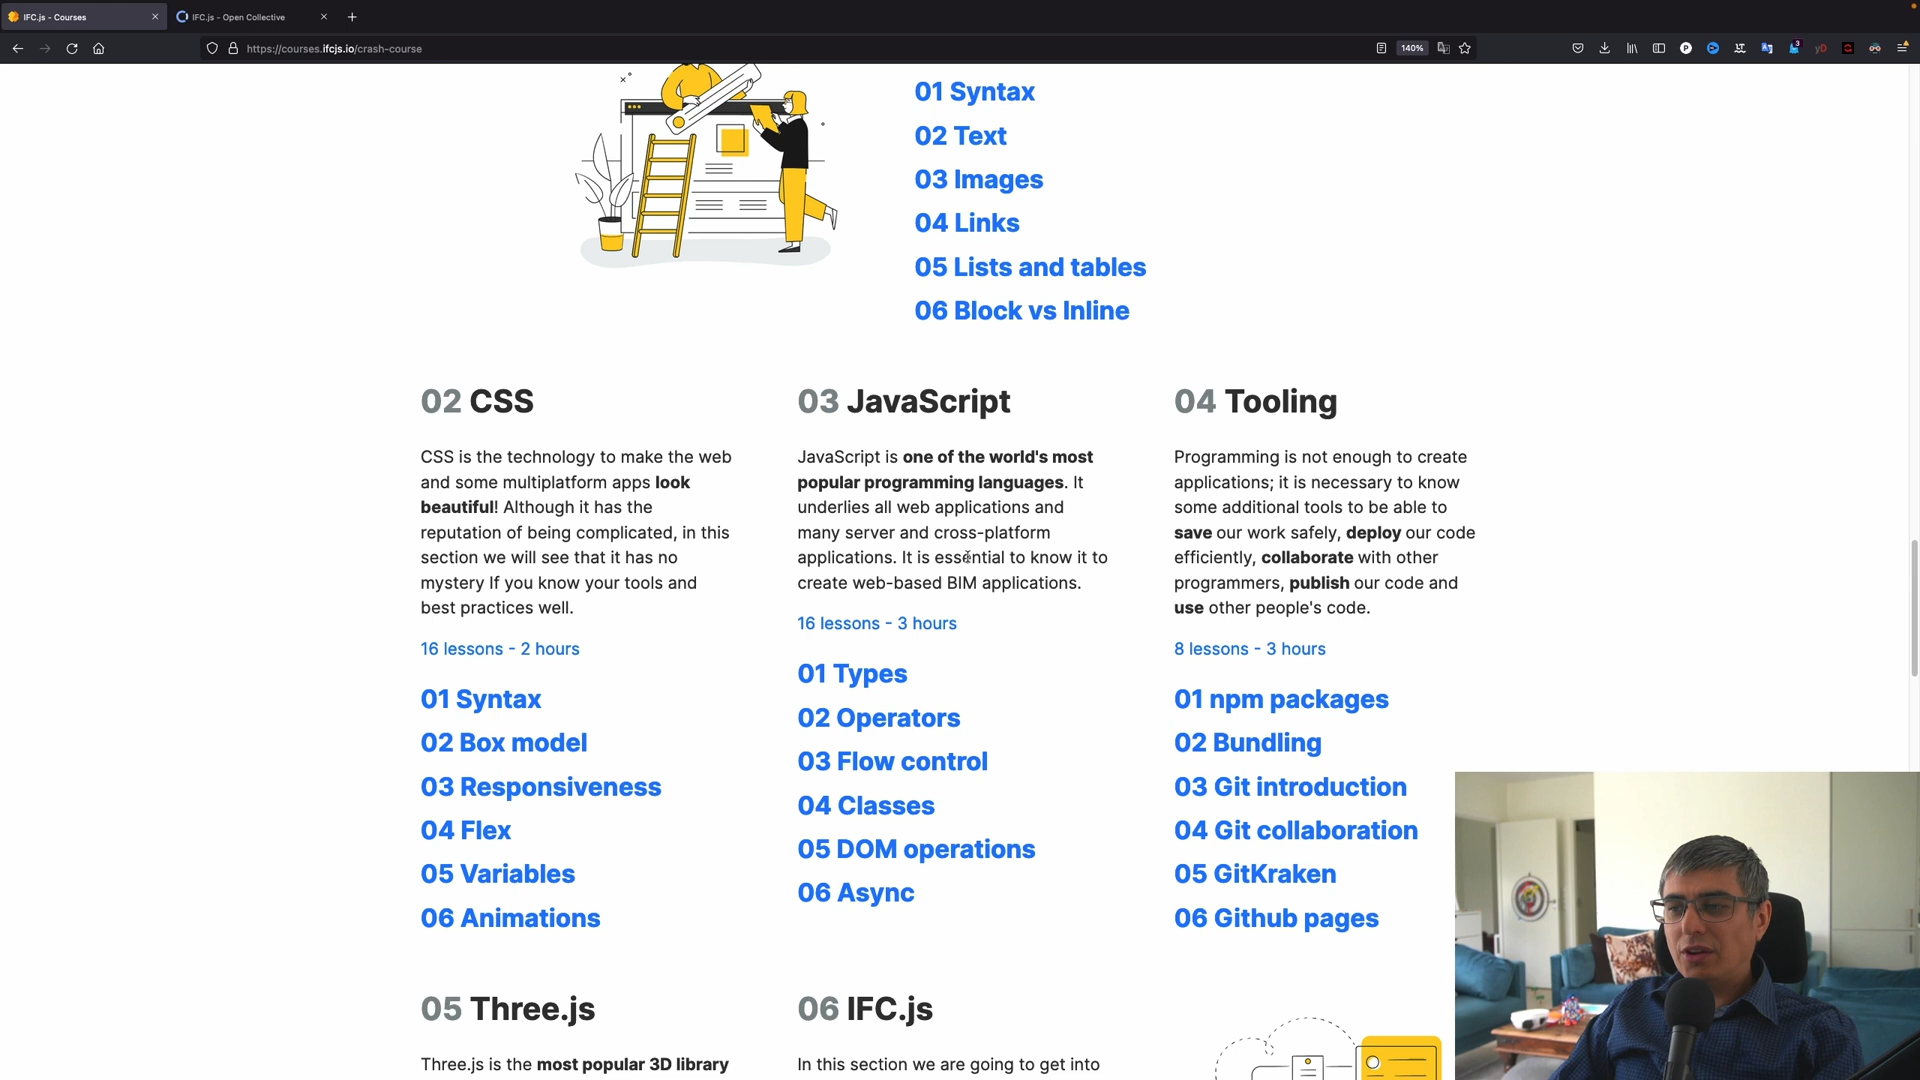 IFC.js - Courses
IFC.js - Open Collective
https://courses.ifcjs.io/crash-course
140%
3
01 Syntax
02 Text
03 Images
04 Links
05 Lists and tables
06 Block vs Inline
02 CSS
CSS is the technology to make the web
and some multiplatform apps look
beautiful! Although it has the
reputation of being complicated, in this
section we will see that it has no
mystery If you know your tools and
best practices well.
16 lessons - 2 hours
01 Syntax
02 Box model
03 Responsiveness
04 Flex
05 Variables
06 Animations
03 JavaScript
JavaScript is one of the world's most
popular programming languages. It
underlies all web applications and
many server and cross-platform
applications. It is essential to know it to
create web-based BIM applications.
16 lessons - 3 hours
01 Types
02 Operators
03 Flow control
04 Classes
05 DOM operations
06 Async
04 Tooling
Programming is not enough to create
applications; it is necessary to know
some additional tools to be able to
save our work safely, deploy our code
efficiently, collaborate with other
programmers, publish our code and
use other people's code.
8 lessons - 3 hours
01 npm packages
02 Bundling
03 Git introduction
04 Git collaboration
05 GitKraken
06 Github pages
05 Three.js
Three.js is the most popular 3D library
06 IFC.js
In this section we are going to get into